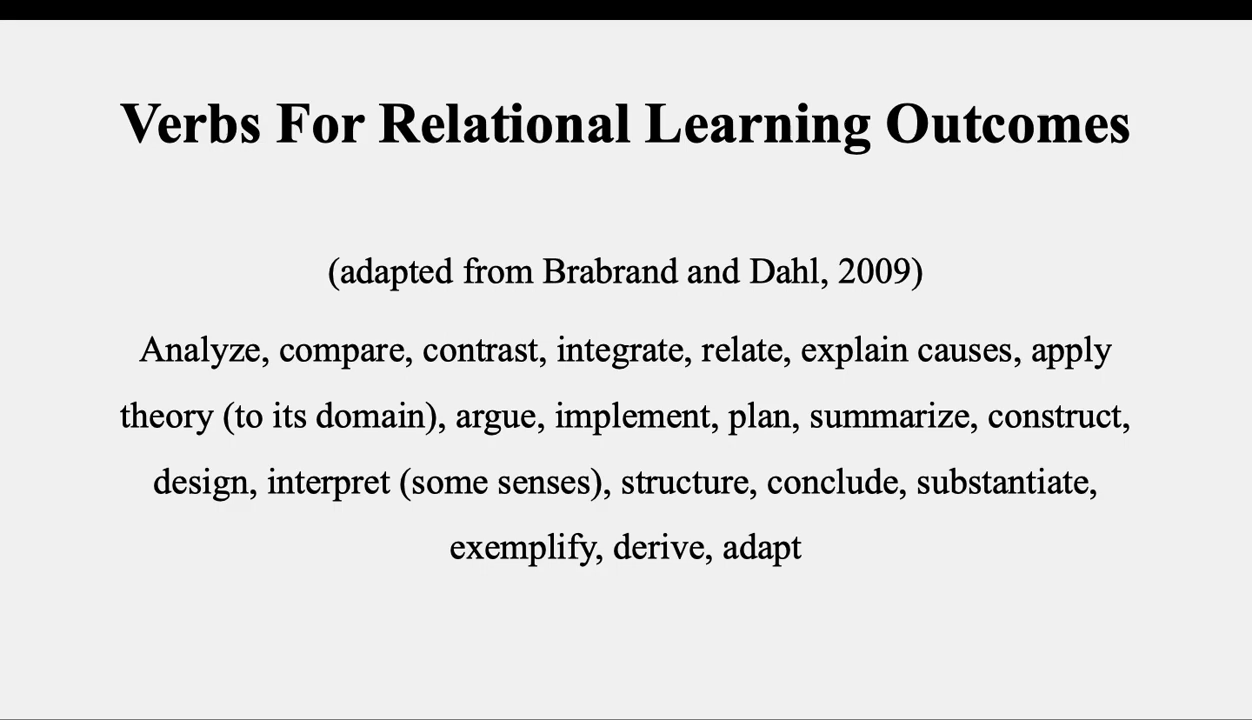 Verbs For Relational Learning Outcomes
(adapted from Brabrand and Dahl, 2009)
Analyze, compare, contrast, integrate, relate, explain causes, apply
theory (to its domain), argue, implement, plan, summarize, construct,
design, interpret (some senses), structure, conclude, substantiate,
exemplify, derive, adapt